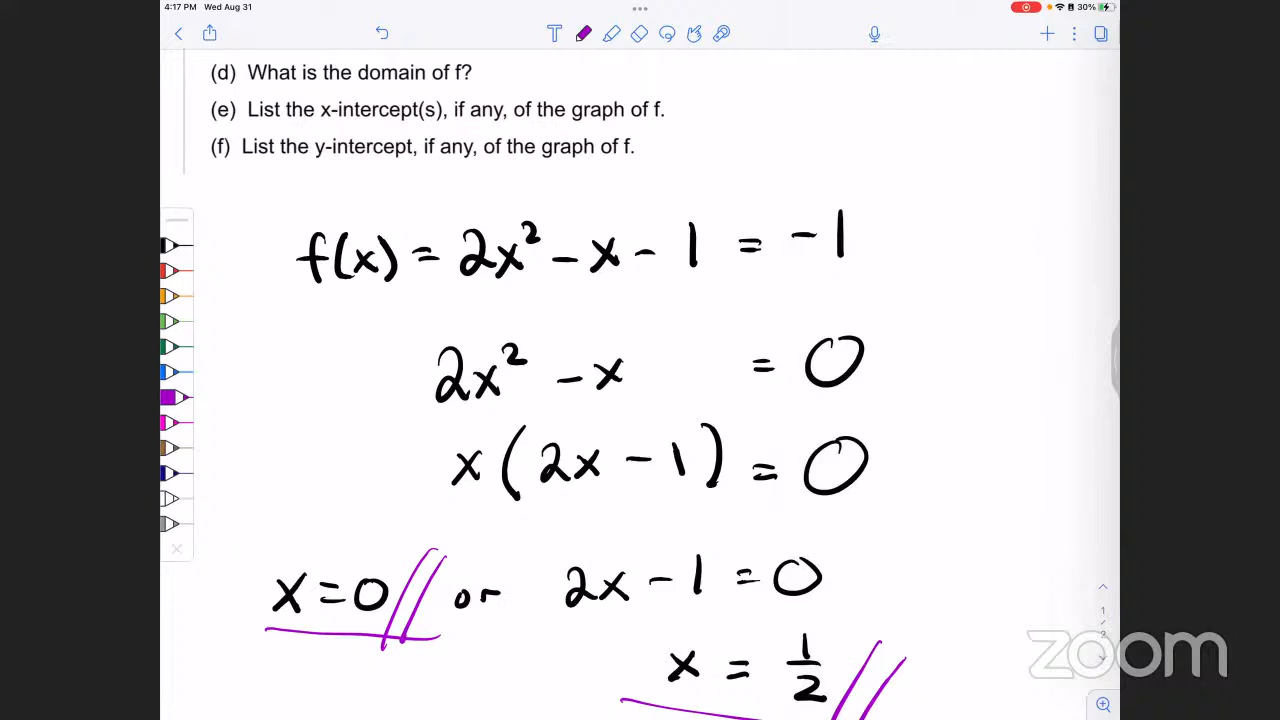 4:17 PM Wed Aug 31
30%
T
(d) What is the domain of f?
(e) List the x-intercept(s), if any, of the graph of f.
(f) List the y-intercept, if any, of the graph of f.
f(x) = 2x² - x - 1 = -1
2x² - x = 0
x(2x - 1) = 0
x = 0 or 2x - 1 = 0
x = 1/2
zoom